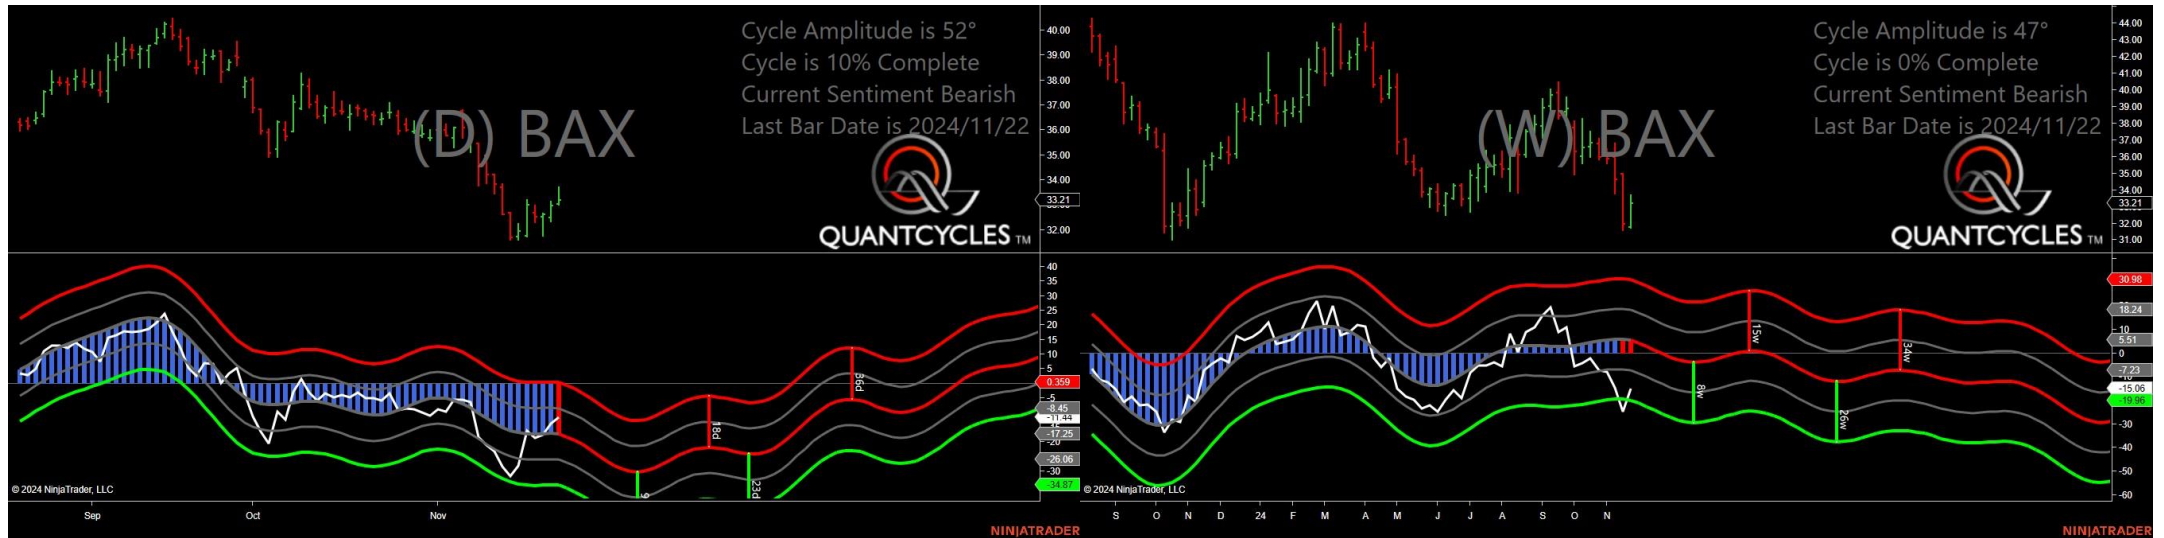 Cycle Amplitude is 52°
Cycle is 10% Complete
Current Sentiment Bearish
Last Bar Date is 2024/11/22
(D) BAX
QUANTCYCLES TM
40.00
39.00
38.00
37.00
36.00
35.00
34.00
33.21
32.00
40
35
30
25
20
15
10
5
0.359
-5
-8.45
-11.44
-17.25
-20
-26.06
-30
-34.87
18d
23d
36d
© 2024 NinjaTrader, LLC
Sep Oct Nov
NINJATRADER
Cycle Amplitude is 47°
Cycle is 0% Complete
Current Sentiment Bearish
Last Bar Date is 2024/11/22
(W) BAX
QUANTCYCLES TM
44.00
43.00
42.00
41.00
40.00
39.00
38.00
37.00
36.00
35.00
34.00
33.21
32.00
31.00
30.98
18.24
10
5.51
0
-7.23
-15.06
-19.96
-30
-40
-50
-60
8w
15w
26w
34w
© 2024 NinjaTrader, LLC
S O N D 24 F M A M J J A S O N
NINJATRADER